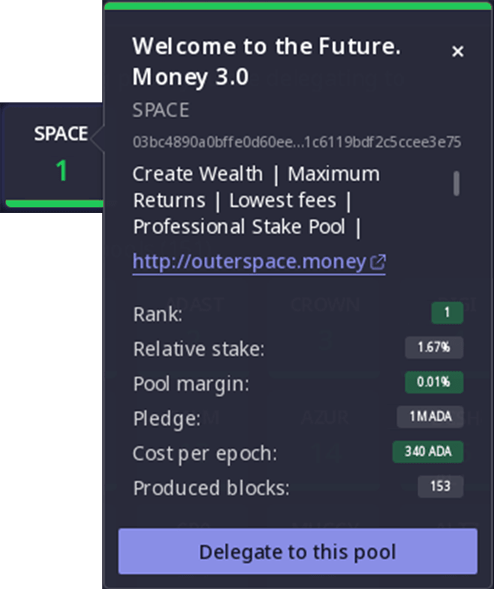 SPACE
1
Welcome to the Future.
Money 3.0
SPACE
03bc4890a0bffe0d60ee...1c6119bdf2c5ccee3e75
Create Wealth | Maximum
Returns | Lowest fees |
Professional Stake Pool |
http://outerspace.money
Rank: 1
Relative stake: 1.67%
Pool margin: 0.01%
Pledge: 1M ADA
Cost per epoch: 340 ADA
Produced blocks: 153
Delegate to this pool